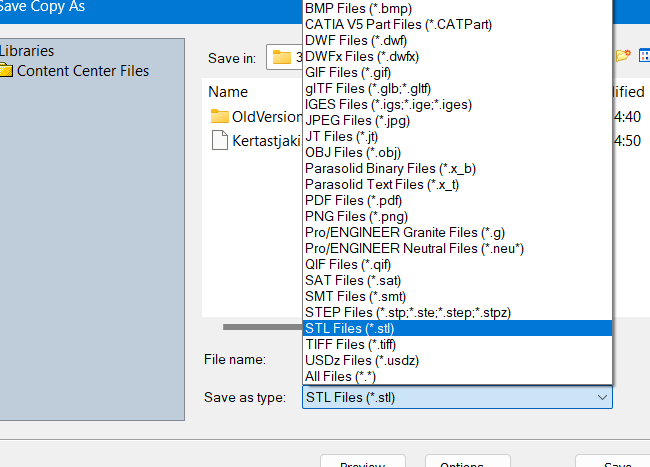 Save Copy As
Libraries
Content Center Files
Save in:
3
Name
OldVersion
Kertastjaki
4:40
4:50
BMP Files (*.bmp)
CATIA V5 Part Files (*.CATPart)
DWF Files (*.dwf)
DWFx Files (*.dwfx)
GIF Files (*.gif)
glTF Files (*.glb;*.gltf)
IGES Files (*.igs;*.ige;*.iges)
JPEG Files (*.jpg)
JT Files (*.jt)
OBJ Files (*.obj)
Parasolid Binary Files (*.x_b)
Parasolid Text Files (*.x_t)
PDF Files (*.pdf)
PNG Files (*.png)
Pro/ENGINEER Granite Files (*.g)
Pro/ENGINEER Neutral Files (*.neu*)
QIF Files (*.qif)
SAT Files (*.sat)
SMT Files (*.smt)
STEP Files (*.stp;*.ste;*.step;*.stpz)
STL Files (*.stl)
TIFF Files (*.tiff)
USDz Files (*.usdz)
All Files (*.*)
File name:
Save as type:
STL Files (*.stl)
Preview
Options...
Save